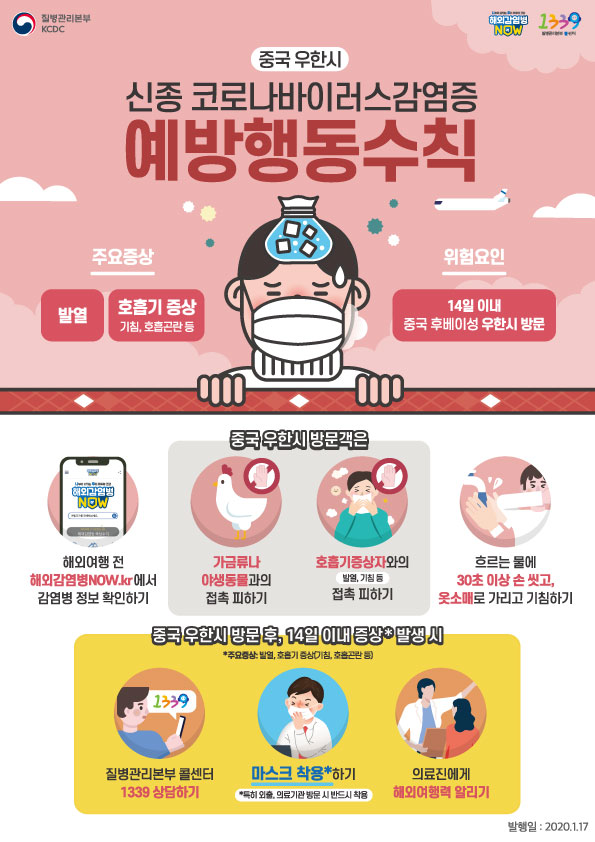 질병관리본부
KCDC
해외감염병
NOW
1339
중국 우한시
신종 코로나바이러스감염증
예방행동수칙
주요증상
발열
호흡기 증상
기침, 호흡곤란 등
위험요인
14일 이내
중국 후베이성 우한시 방문
중국 우한시 방문객은
해외감염병
NOW
해외여행 전
해외감염병NOW.kr에서
감염병 정보 확인하기
가금류나
야생동물과의
접촉 피하기
호흡기증상자와의
발열, 기침 등
접촉 피하기
흐르는 물에
30초 이상 손 씻고,
옷소매로 가리고 기침하기
중국 우한시 방문 후, 14일 이내 증상* 발생 시
*주요증상: 발열, 호흡기 증상(기침, 호흡곤란 등)
1339
질병관리본부 콜센터
1339 상담하기
마스크 착용*하기
*특히 외출, 의료기관 방문 시 반드시 착용
의료진에게
해외여행력 알리기
발행일 : 2020.1.17